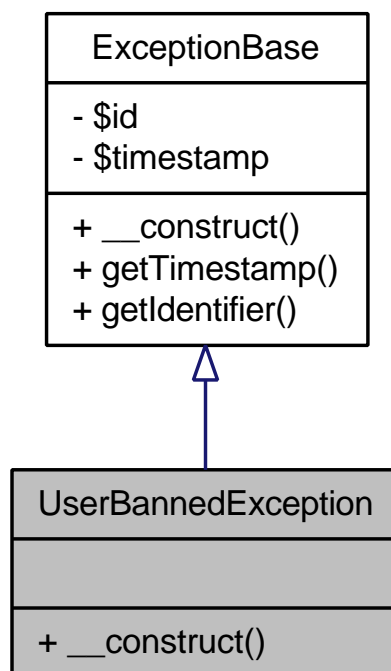 ExceptionBase
- $id
- $timestamp
+ __construct()
+ getTimestamp()
+ getIdentifier()
UserBannedException
+ __construct()